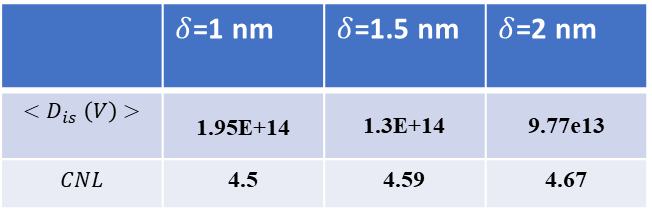 δ=1 nm δ=1.5 nm δ=2 nm
< D_is (V) > 1.95E+14 1.3E+14 9.77e13
CNL 4.5 4.59 4.67